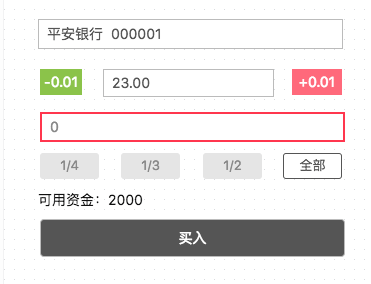 平安银行 000001
-0.01 23.00 +0.01
0
1/4 1/3 1/2 全部
可用资金：2000
买入